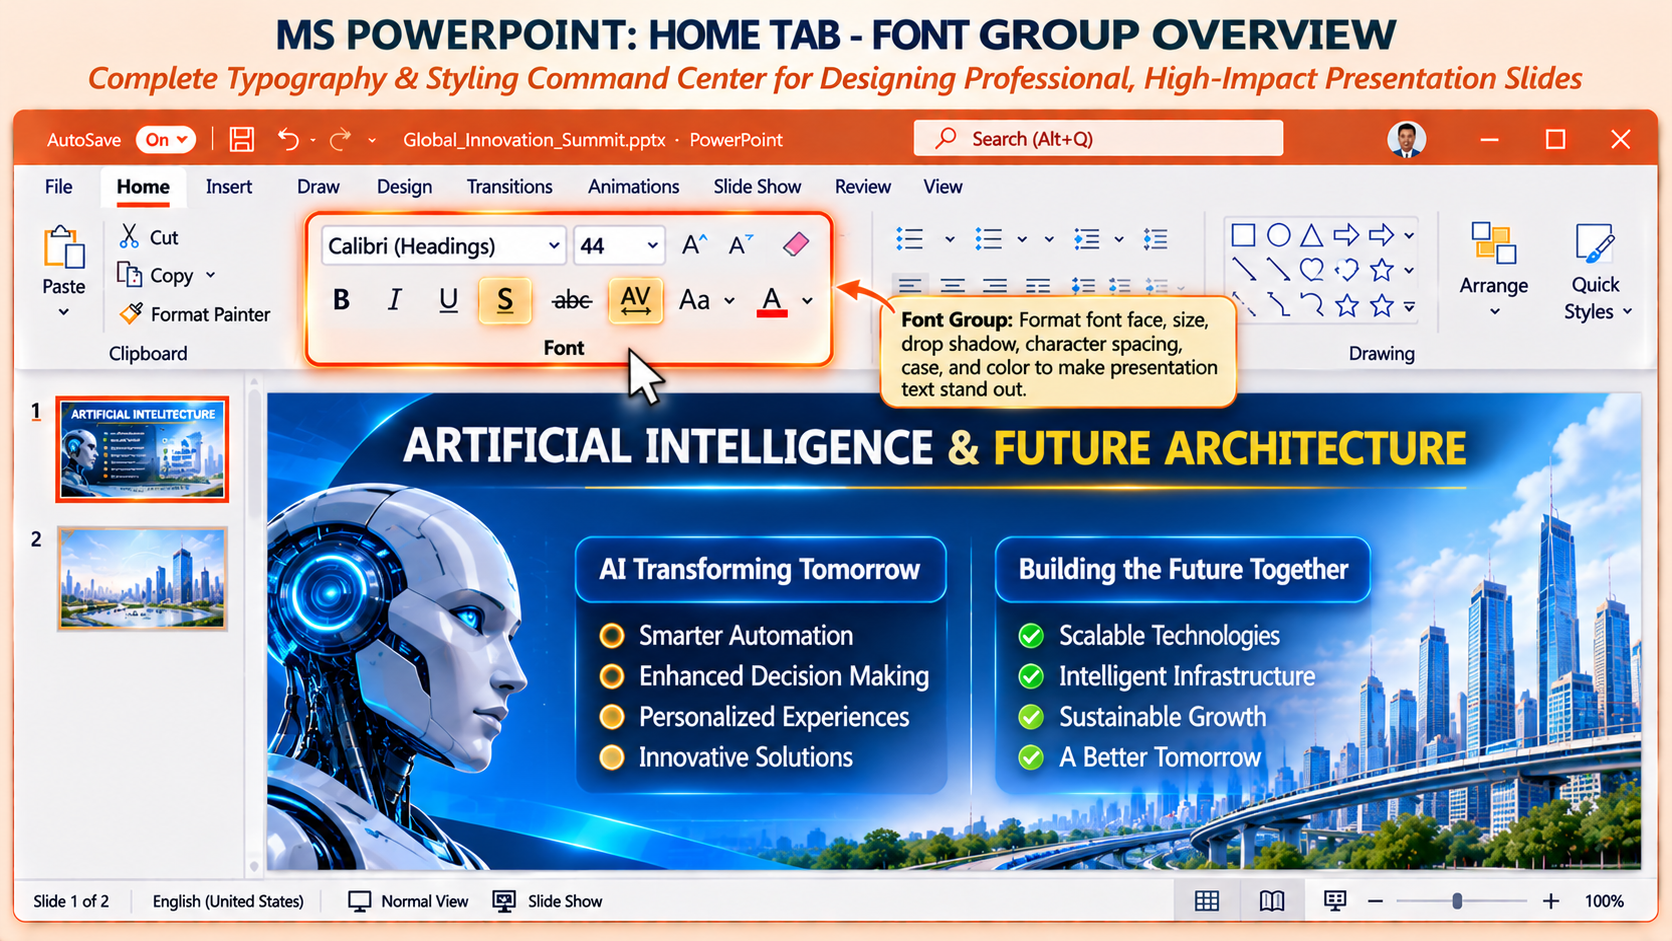 MS POWERPOINT: HOME TAB - FONT GROUP OVERVIEW
Complete Typography & Styling Command Center for Designing Professional, High-Impact Presentation Slides
AutoSave On Global_Innovation_Summit.pptx · PowerPoint Search (Alt+Q)
File Home Insert Draw Design Transitions Animations Slide Show Review View
Paste
Cut
Copy
Format Painter
Clipboard
Calibri (Headings) 44 A A
B I U S abc AV Aa A
Font
Font Group: Format font face, size,
drop shadow, character spacing,
case, and color to make presentation
text stand out.
Arrange
Quick
Styles
Drawing
1
ARTIFICIAL INTELITECTURE
2
ARTIFICIAL INTELLIGENCE & FUTURE ARCHITECTURE
AI Transforming Tomorrow
Smarter Automation
Enhanced Decision Making
Personalized Experiences
Innovative Solutions
Building the Future Together
Scalable Technologies
Intelligent Infrastructure
Sustainable Growth
A Better Tomorrow
Slide 1 of 2 English (United States) Normal View Slide Show 100%